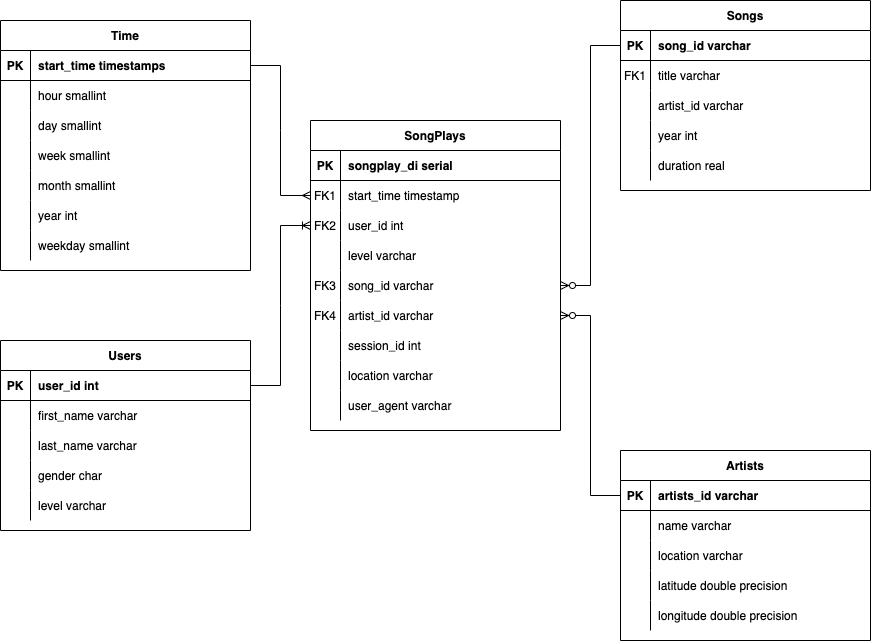 Time
PK start_time timestamps
hour smallint
day smallint
week smallint
month smallint
year int
weekday smallint
Users
PK user_id int
first_name varchar
last_name varchar
gender char
level varchar
SongPlays
PK songplay_di serial
FK1 start_time timestamp
FK2 user_id int
level varchar
FK3 song_id varchar
FK4 artist_id varchar
session_id int
location varchar
user_agent varchar
Songs
PK song_id varchar
FK1 title varchar
artist_id varchar
year int
duration real
Artists
PK artists_id varchar
name varchar
location varchar
latitude double precision
longitude double precision